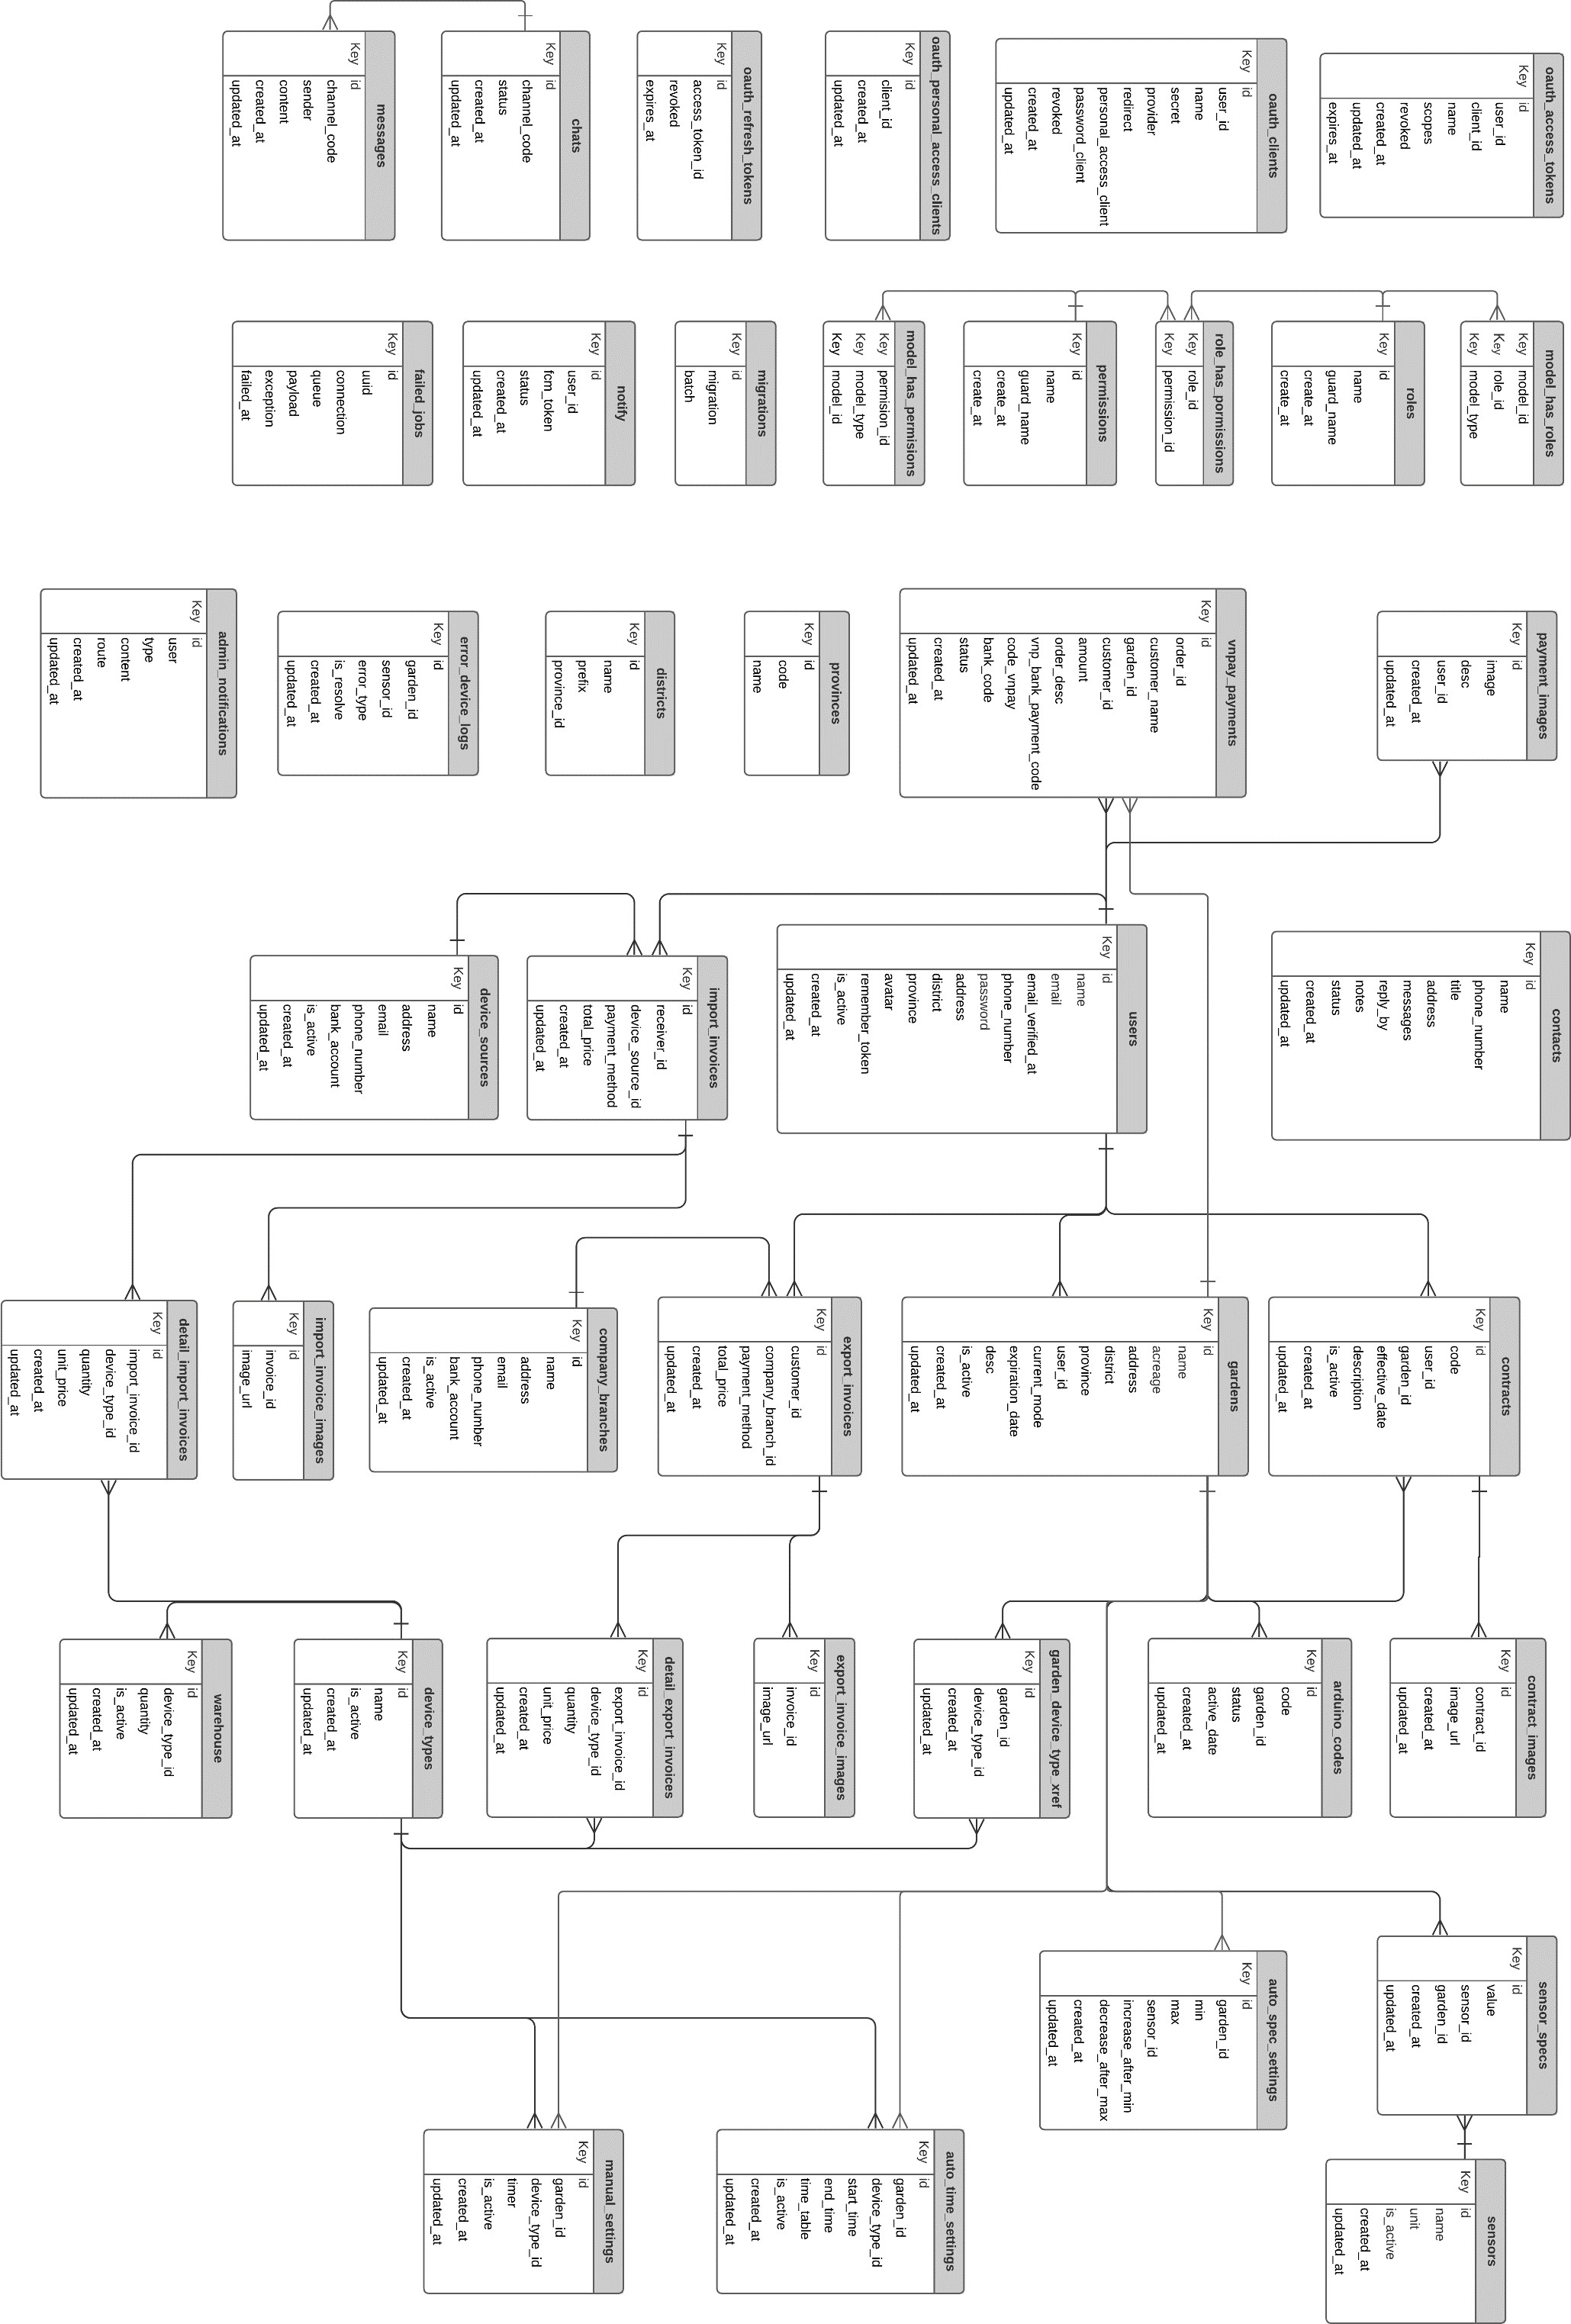 oauth_access_tokens
Key id
user_id
client_id
name
scopes
revoked
created_at
updated_at
expires_at
oauth_clients
Key id
user_id
name
secret
provider
redirect
personal_access_client
password_client
revoked
created_at
updated_at
oauth_personal_access_clients
Key id
client_id
created_at
updated_at
oauth_refresh_tokens
Key id
access_token_id
revoked
expires_at
chats
Key id
channel_code
status
created_at
updated_at
messages
Key id
channel_code
sender
content
created_at
updated_at
model_has_roles
Key model_id
Key role_id
Key model_type
roles
Key id
name
guard_name
create_at
create_at
role_has_pormissions
Key role_id
Key permission_id
permissions
Key id
name
guard_name
create_at
create_at
model_has_permisions
Key permision_id
Key model_type
Key model_id
migrations
Key id
migration
batch
notify
Key id
user_id
fcm_token
status
created_at
updated_at
failed_jobs
Key id
uuid
connection
queue
payload
exception
failed_at
payment_images
Key id
image
desc
user_id
created_at
updated_at
vnpay_payments
Key id
order_id
customer_name
garden_id
customer_id
amount
order_desc
vnp_bank_payment_code
code_vnpay
bank_code
status
created_at
updated_at
provinces
Key id
code
name
districts
Key id
name
prefix
province_id
error_device_logs
Key id
garden_id
sensor_id
error_type
is_resolve
created_at
updated_at
admin_notifications
Key id
user
type
content
route
created_at
updated_at
contacts
Key id
name
phone_number
title
address
messages
reply_by
notes
status
created_at
updated_at
users
Key id
name
email
email_verified_at
phone_number
password
address
district
province
avatar
remember_token
is_active
created_at
updated_at
import_invoices
Key id
receiver_id
device_source_id
payment_method
total_price
created_at
updated_at
device_sources
Key id
name
address
email
phone_number
bank_account
is_active
created_at
updated_at
contracts
Key id
code
user_id
garden_id
effective_date
description
is_active
created_at
updated_at
gardens
Key id
name
acreage
address
district
province
user_id
current_mode
expiration_date
desc
is_active
created_at
updated_at
export_invoices
Key id
customer_id
company_branch_id
payment_method
total_price
created_at
updated_at
company_branches
Key id
name
address
email
phone_number
bank_account
is_active
created_at
updated_at
import_invoice_images
Key id
invoice_id
image_url
detail_import_invoices
Key id
import_invoice_id
device_type_id
quantity
unit_price
created_at
updated_at
contract_images
Key id
contract_id
image_url
created_at
updated_at
arduino_codes
Key id
code
garden_id
status
active_date
created_at
updated_at
garden_device_type_xref
Key id
garden_id
device_type_id
created_at
updated_at
export_invoice_images
Key id
invoice_id
image_url
detail_export_invoices
Key id
export_invoice_id
device_type_id
quantity
unit_price
created_at
updated_at
device_types
Key id
name
is_active
created_at
updated_at
warehouse
Key id
device_type_id
quantity
is_active
created_at
updated_at
sensor_specs
Key id
value
sensor_id
garden_id
created_at
updated_at
auto_spec_settings
Key id
garden_id
min
max
sensor_id
increase_after_min
decrease_after_max
created_at
updated_at
sensors
Key id
name
unit
is_active
created_at
updated_at
auto_time_settings
Key id
garden_id
device_type_id
start_time
end_time
time_table
is_active
created_at
updated_at
manual_settings
Key id
garden_id
device_type_id
timer
is_active
created_at
updated_at